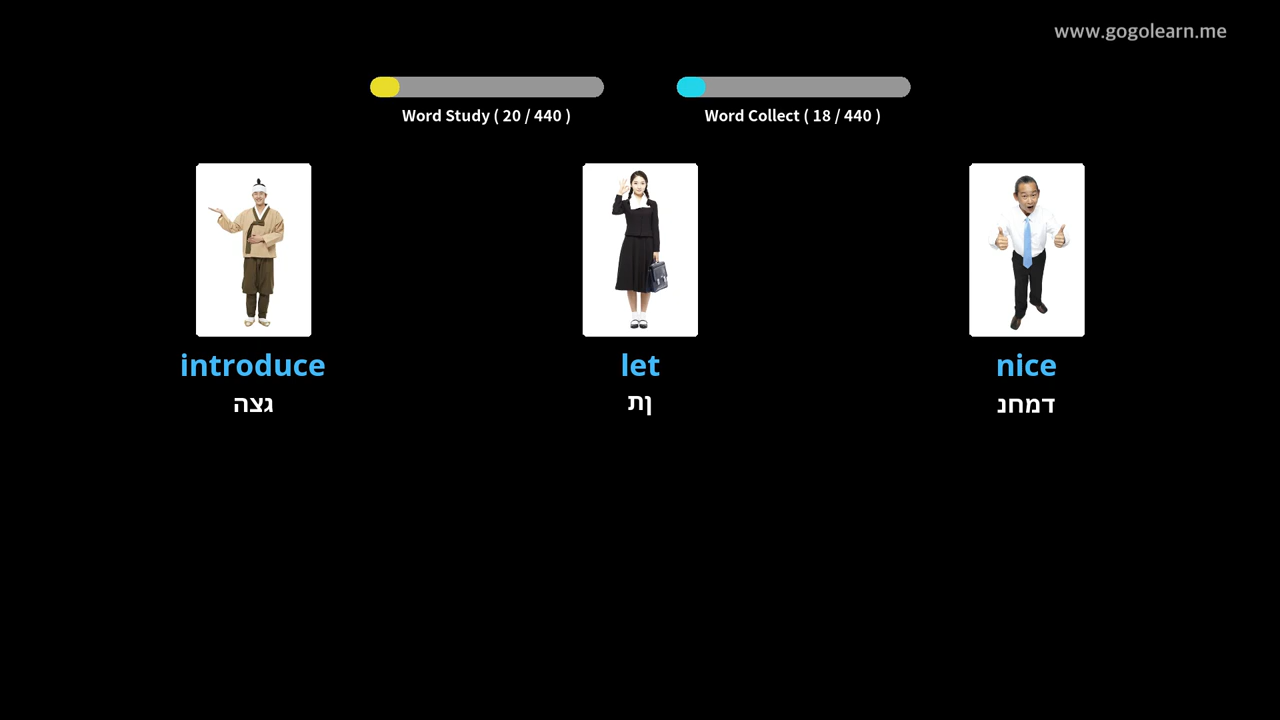 www.gogolearn.me
Word Study ( 20 / 440 )
Word Collect ( 18 / 440 )
introduce
גצה
let
ןת
nice
דמחנ